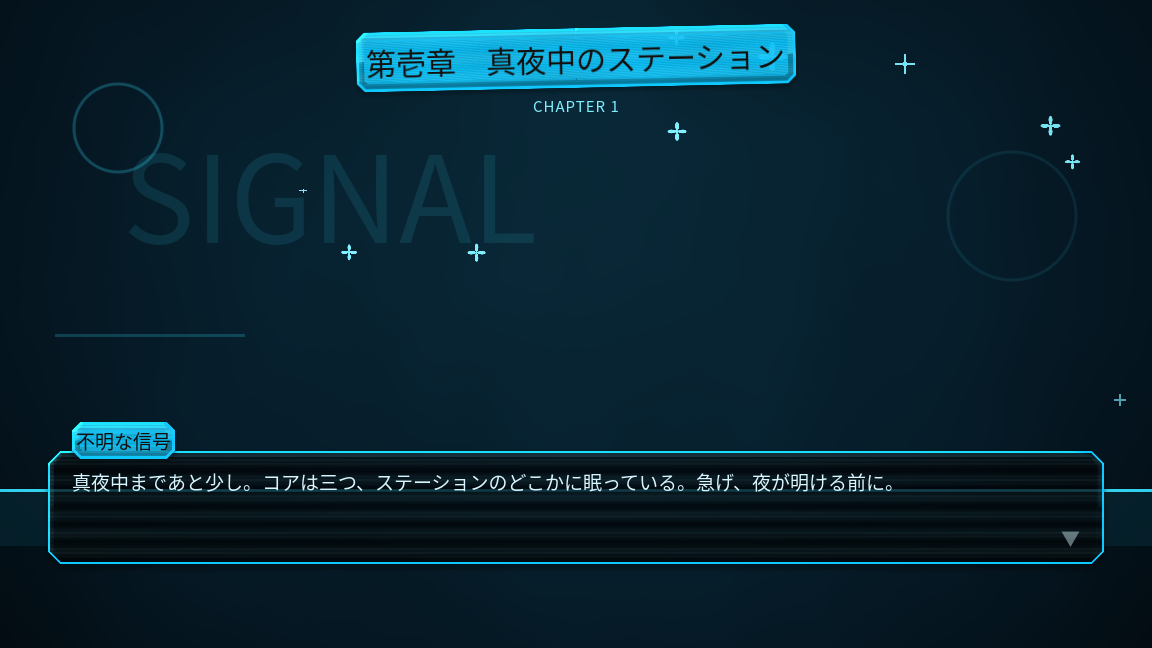 第壱章　真夜中のステーション
CHAPTER 1
SIGNAL
不明な信号
真夜中まであと少し。コアは三つ、ステーションのどこかに眠っている。急げ、夜が明ける前に。